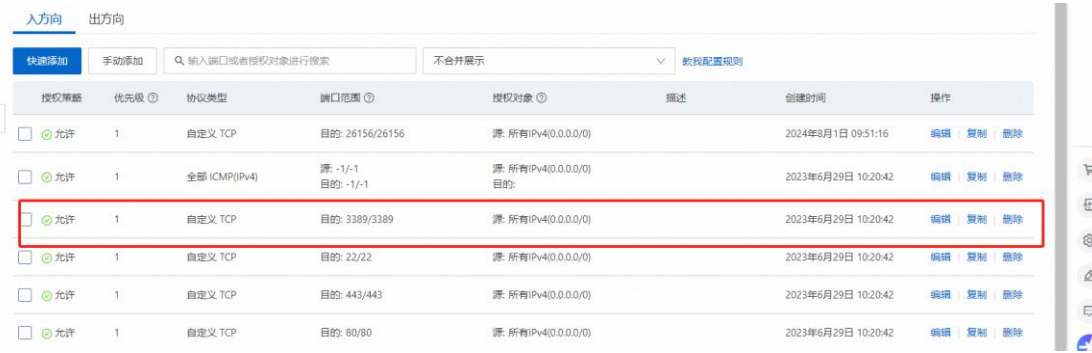 入方向 出方向
快速添加 手动添加 输入端口或者授权对象进行搜索 不合并展示 教我配置规则
授权策略 优先级 协议类型 端口范围 授权对象 描述 创建时间 操作
允许 1 自定义 TCP 目的: 26156/26156 源: 所有IPv4(0.0.0.0/0) 2024年8月1日 09:51:16 编辑 复制 删除
允许 1 全部 ICMP(IPv4) 源: -1/-1 源: 所有IPv4(0.0.0.0/0) 2023年6月29日 10:20:42 编辑 复制 删除
目的: -1/-1 目的:
允许 1 自定义 TCP 目的: 3389/3389 源: 所有IPv4(0.0.0.0/0) 2023年6月29日 10:20:42 编辑 复制 删除
允许 1 自定义 TCP 目的: 22/22 源: 所有IPv4(0.0.0.0/0) 2023年6月29日 10:20:42 编辑 复制 删除
允许 1 自定义 TCP 目的: 443/443 源: 所有IPv4(0.0.0.0/0) 2023年6月29日 10:20:42 编辑 复制 删除
允许 1 自定义 TCP 目的: 80/80 源: 所有IPv4(0.0.0.0/0) 2023年6月29日 10:20:42 编辑 复制 删除